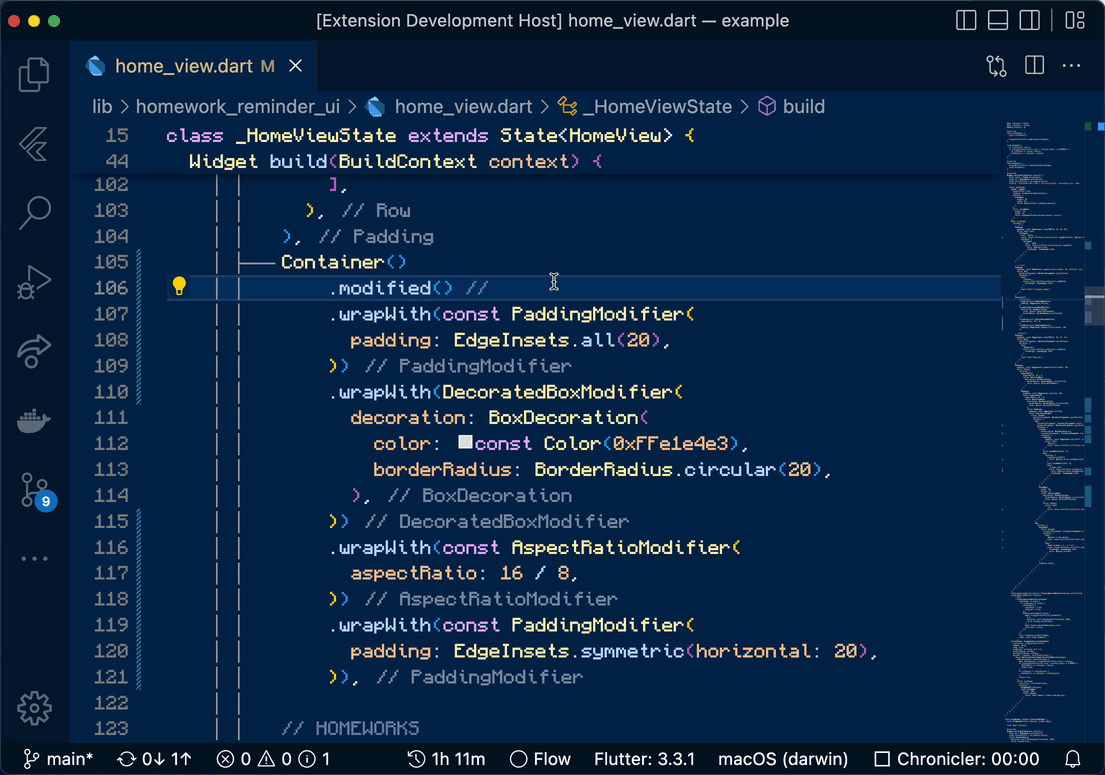 [Extension Development Host] home_view.dart — example
home_view.dart M
lib > homework_reminder_ui > home_view.dart > _HomeViewState > build
15 class _HomeViewState extends State<HomeView> {
44 Widget build(BuildContext context) {
102 ],
103 ), // Row
104 ), // Padding
105 Container()
106 .modified() //
107 .wrapWith(const PaddingModifier(
108 padding: EdgeInsets.all(20),
109 )) // PaddingModifier
110 .wrapWith(DecoratedBoxModifier(
111 decoration: BoxDecoration(
112 color: const Color(0xFFe1e4e3),
113 borderRadius: BorderRadius.circular(20),
114 ), // BoxDecoration
115 )) // DecoratedBoxModifier
116 .wrapWith(const AspectRatioModifier(
117 aspectRatio: 16 / 8,
118 )) // AspectRatioModifier
119 .wrapWith(const PaddingModifier(
120 padding: EdgeInsets.symmetric(horizontal: 20),
121 )), // PaddingModifier
122
123 // HOMEWORKS
9
main* 0↓ 1↑ 0 0 1 1h 11m Flow Flutter: 3.3.1 macOS (darwin) Chronicler: 00:00